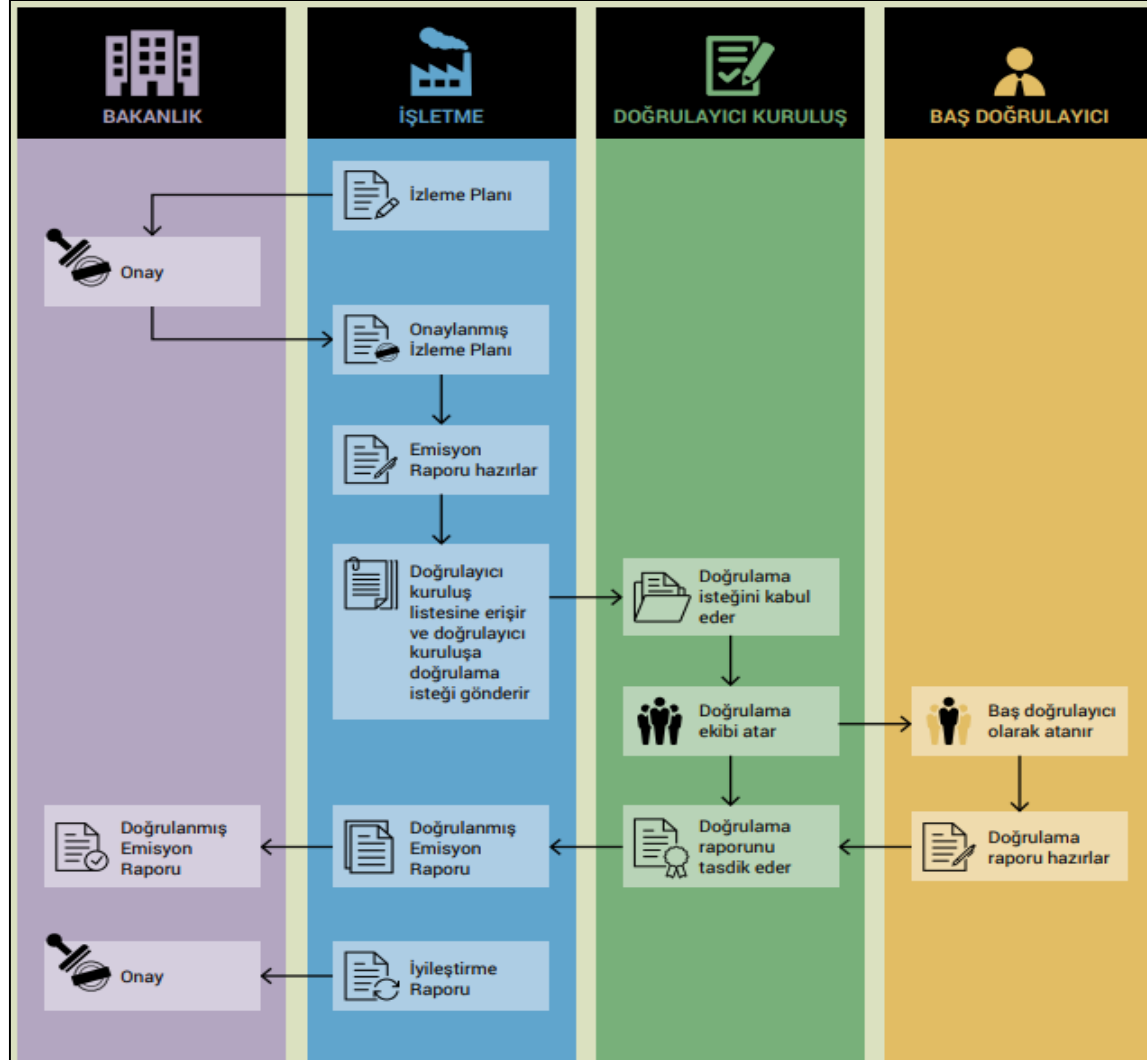 BAKANLIK
İŞLETME
DOĞRULAYICI KURULUŞ
BAŞ DOĞRULAYICI
İzleme Planı
Onay
Onaylanmış
İzleme Planı
Emisyon
Raporu hazırlar
Doğrulayıcı
kuruluş
listesine erişir
ve doğrulayıcı
kuruluşa
doğrulama
isteği gönderir
Doğrulama
isteğini kabul
eder
Doğrulama
ekibi atar
Baş doğrulayıcı
olarak atanır
Doğrulama
raporu hazırlar
Doğrulama
raporunu
tasdik eder
Doğrulanmış
Emisyon
Raporu
Doğrulanmış
Emisyon
Raporu
İyileştirme
Raporu
Onay